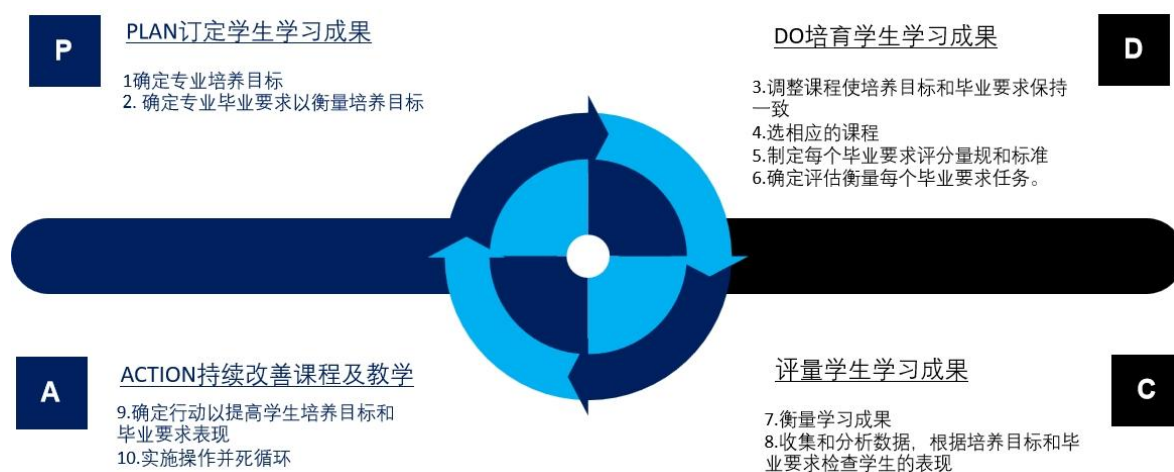 P
PLAN订定学生学习成果
1确定专业培养目标
2. 确定专业毕业要求以衡量培养目标
D
DO培育学生学习成果
3.调整课程使培养目标和毕业要求保持
一致
4.选相应的课程
5.制定每个毕业要求评分量规和标准
6.确定评估衡量每个毕业要求任务。
A
ACTION持续改善课程及教学
9.确定行动以提高学生培养目标和
毕业要求表现
10.实施操作并死循环
C
评量学生学习成果
7.衡量学习成果
8.收集和分析数据，根据培养目标和毕
业要求检查学生的表现